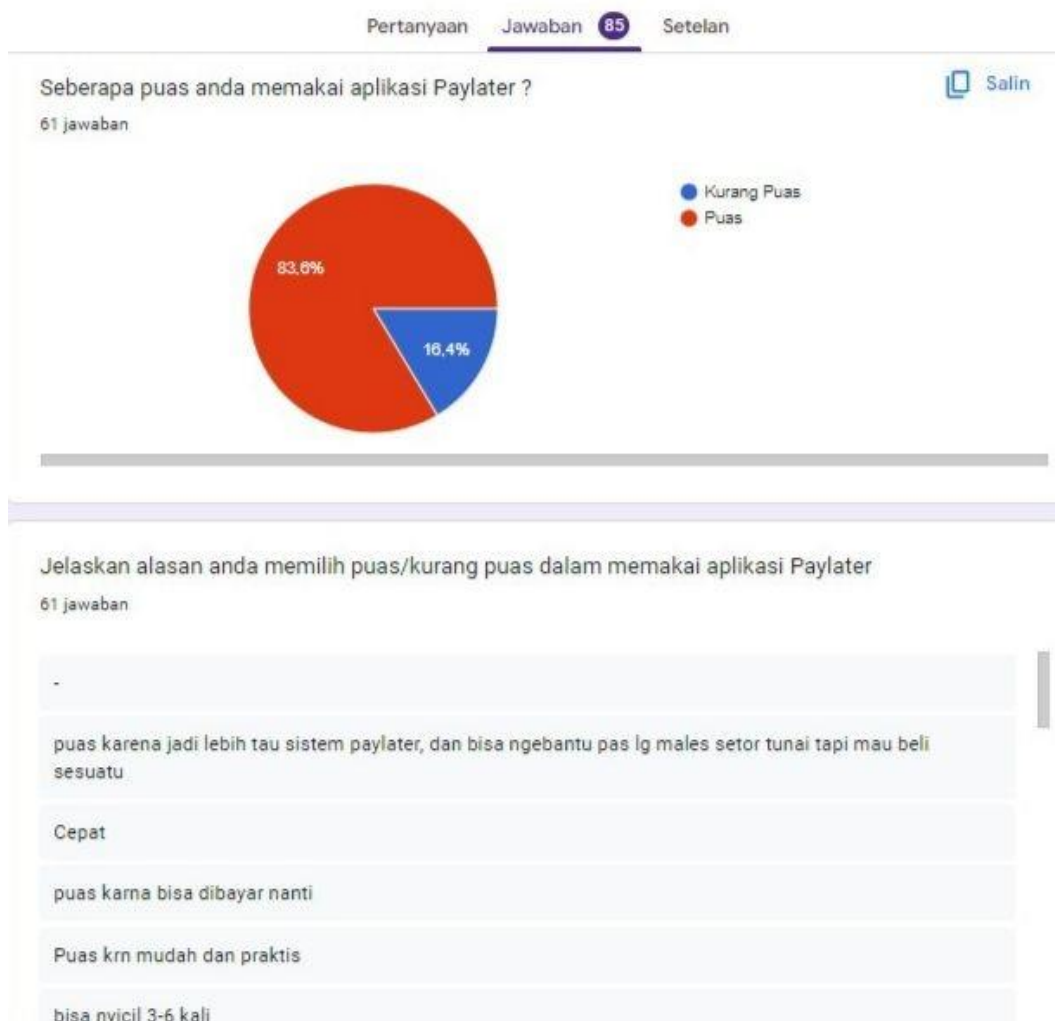 Pertanyaan Jawaban 85 Setelan
Seberapa puas anda memakai aplikasi Paylater ?
Salin
61 jawaban
Kurang Puas
Puas
83,6%
16,4%
Jelaskan alasan anda memilih puas/kurang puas dalam memakai aplikasi Paylater
61 jawaban
-
puas karena jadi lebih tau sistem paylater, dan bisa ngebantu pas lg males setor tunai tapi mau beli
sesuatu
Cepat
puas karna bisa dibayar nanti
Puas krn mudah dan praktis
bisa nyicil 3-6 kali